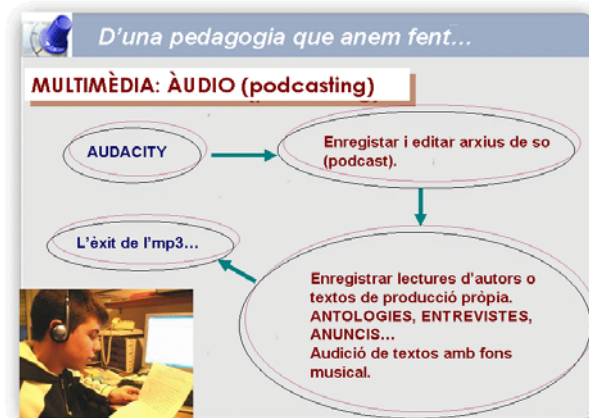 D'una pedagogia que anem fent...
MULTIMÈDIA: ÀUDIO (podcasting)
AUDACITY
Enregistar i editar arxius de so
(podcast).
L'èxit de l'mp3...
Enregistrar lectures d'autors o
textos de producció pròpia.
ANTOLOGIES, ENTREVISTES,
ANUNCIS...
Audició de textos amb fons
musical.